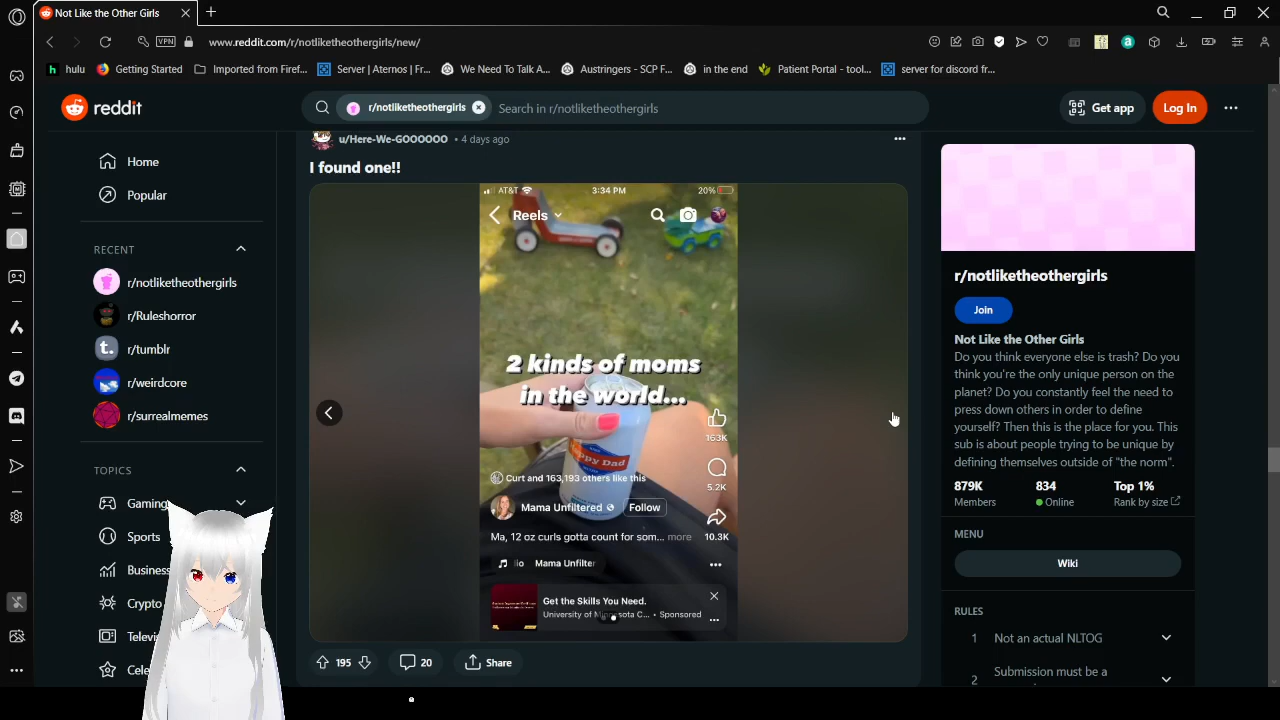 Not Like the Other Girls
VPN
www.reddit.com/r/notliketheothergirls/new/
h hulu
Getting Started
Imported from Firef...
Server | Aternos | Fr...
We Need To Talk A...
Austringers - SCP F...
in the end
Patient Portal - tool...
server for discord fr...
reddit
r/notliketheothergirls
Search in r/notliketheothergirls
Get app
Log In
Home
Popular
RECENT
r/notliketheothergirls
r/Ruleshorror
t. r/tumblr
r/weirdcore
r/surrealmemes
TOPICS
Gaming
Sports
Business
Crypto
Televi
Cele
u/Here-We-GOOOOOO • 4 days ago
I found one!!
AT&T 3:34 PM 20%
Reels
2 kinds of moms
in the world...
163K
Happy Dad
5.2K
Curt and 163,193 others like this
Mama Unfiltered
Follow
Ma, 12 oz curls gotta count for som... more
10.3K
io Mama Unfilter
Get the Skills You Need.
University of Minnesota C... • Sponsored
195
20
Share
r/notliketheothergirls
Join
Not Like the Other Girls
Do you think everyone else is trash? Do you
think you're the only unique person on the
planet? Do you constantly feel the need to
press down others in order to define
yourself? Then this is the place for you. This
sub is about people trying to be unique by
defining themselves outside of "the norm".
879K 834 Top 1%
Members Online Rank by size
MENU
Wiki
RULES
1 Not an actual NLTOG
2 Submission must be a